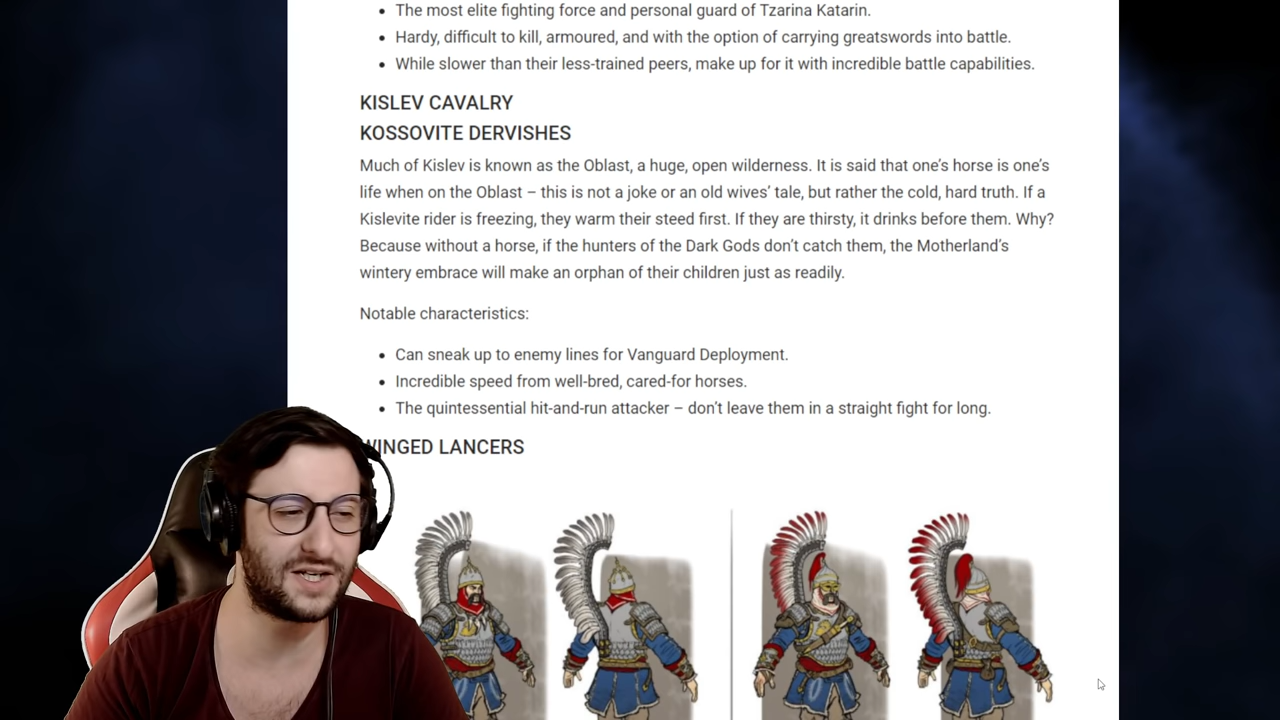 The most elite fighting force and personal guard of Tzarina Katarin.
Hardy, difficult to kill, armoured, and with the option of carrying greatswords into battle.
While slower than their less-trained peers, make up for it with incredible battle capabilities.
KISLEV CAVALRY
KOSSOVITE DERVISHES
Much of Kislev is known as the Oblast, a huge, open wilderness. It is said that one’s horse is one’s
life when on the Oblast – this is not a joke or an old wives’ tale, but rather the cold, hard truth. If a
Kislevite rider is freezing, they warm their steed first. If they are thirsty, it drinks before them. Why?
Because without a horse, if the hunters of the Dark Gods don’t catch them, the Motherland’s
wintery embrace will make an orphan of their children just as readily.
Notable characteristics:
Can sneak up to enemy lines for Vanguard Deployment.
Incredible speed from well-bred, cared-for horses.
The quintessential hit-and-run attacker – don’t leave them in a straight fight for long.
WINGED LANCERS